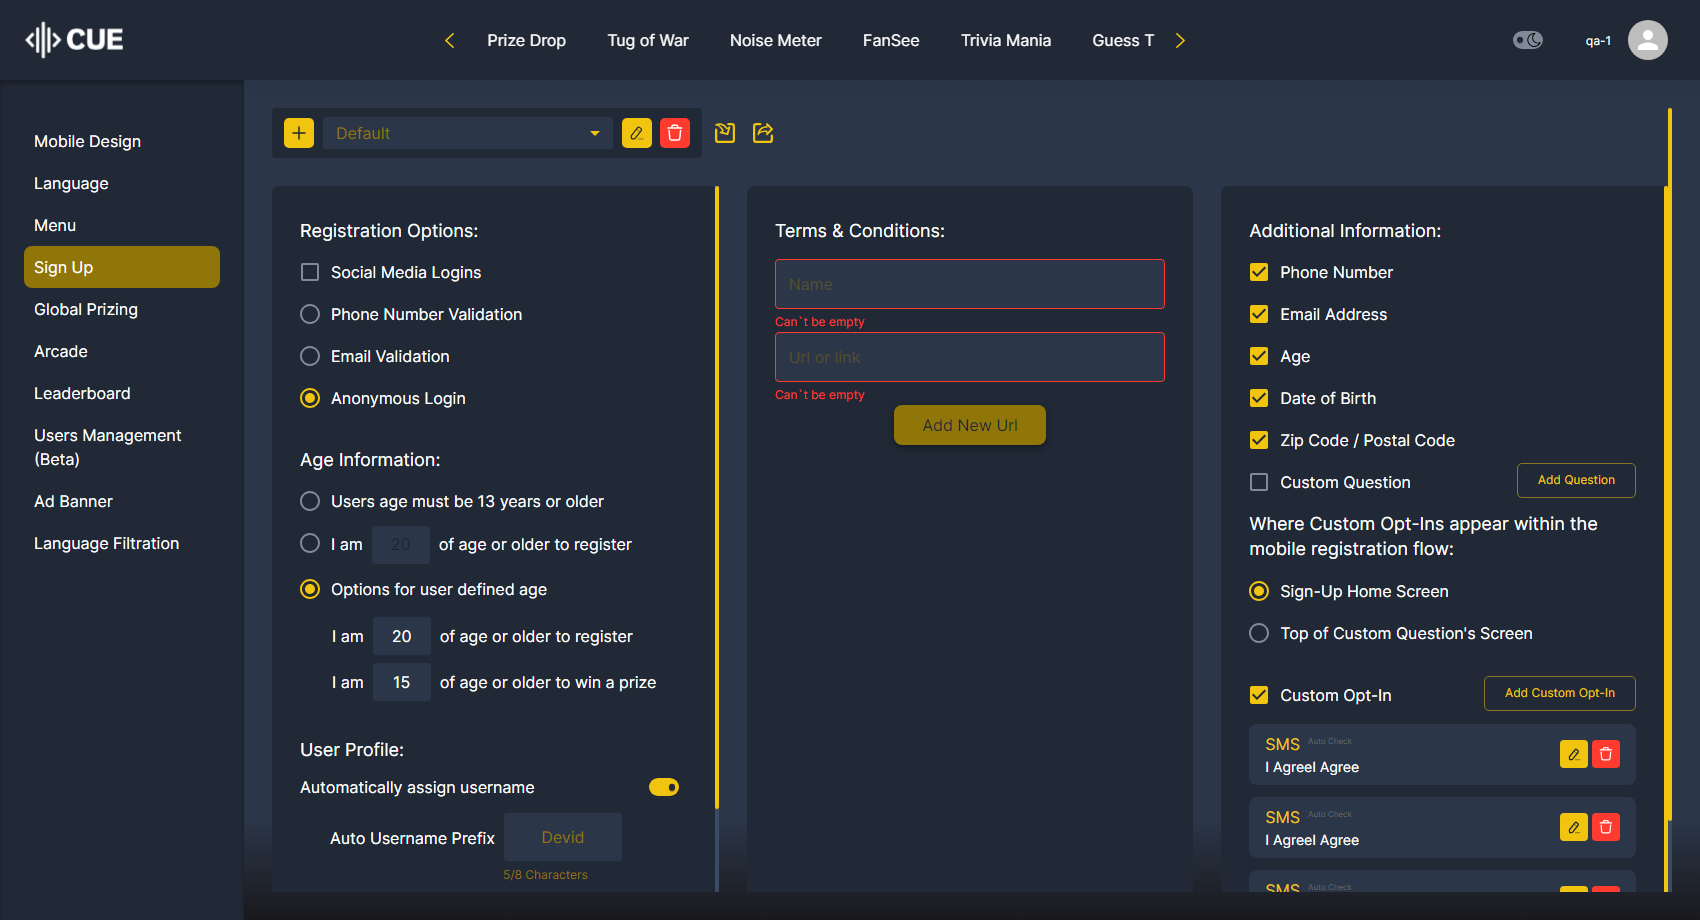 CUE
Prize Drop
Tug of War
Noise Meter
FanSee
Trivia Mania
Guess T
qa-1
Mobile Design
Language
Menu
Sign Up
Global Prizing
Arcade
Leaderboard
Users Management
(Beta)
Ad Banner
Language Filtration
Default
Registration Options:
Social Media Logins
Phone Number Validation
Email Validation
Anonymous Login
Age Information:
Users age must be 13 years or older
I am 20 of age or older to register
Options for user defined age
I am 20 of age or older to register
I am 15 of age or older to win a prize
User Profile:
Automatically assign username
Auto Username Prefix Devid
5/8 Characters
Terms & Conditions:
Name
Can`t be empty
Url or link
Can`t be empty
Add New Url
Additional Information:
Phone Number
Email Address
Age
Date of Birth
Zip Code / Postal Code
Custom Question Add Question
Where Custom Opt-Ins appear within the
mobile registration flow:
Sign-Up Home Screen
Top of Custom Question's Screen
Custom Opt-In Add Custom Opt-In
SMS Auto Check
I AgreeI Agree
SMS Auto Check
I AgreeI Agree
SMS Auto Check